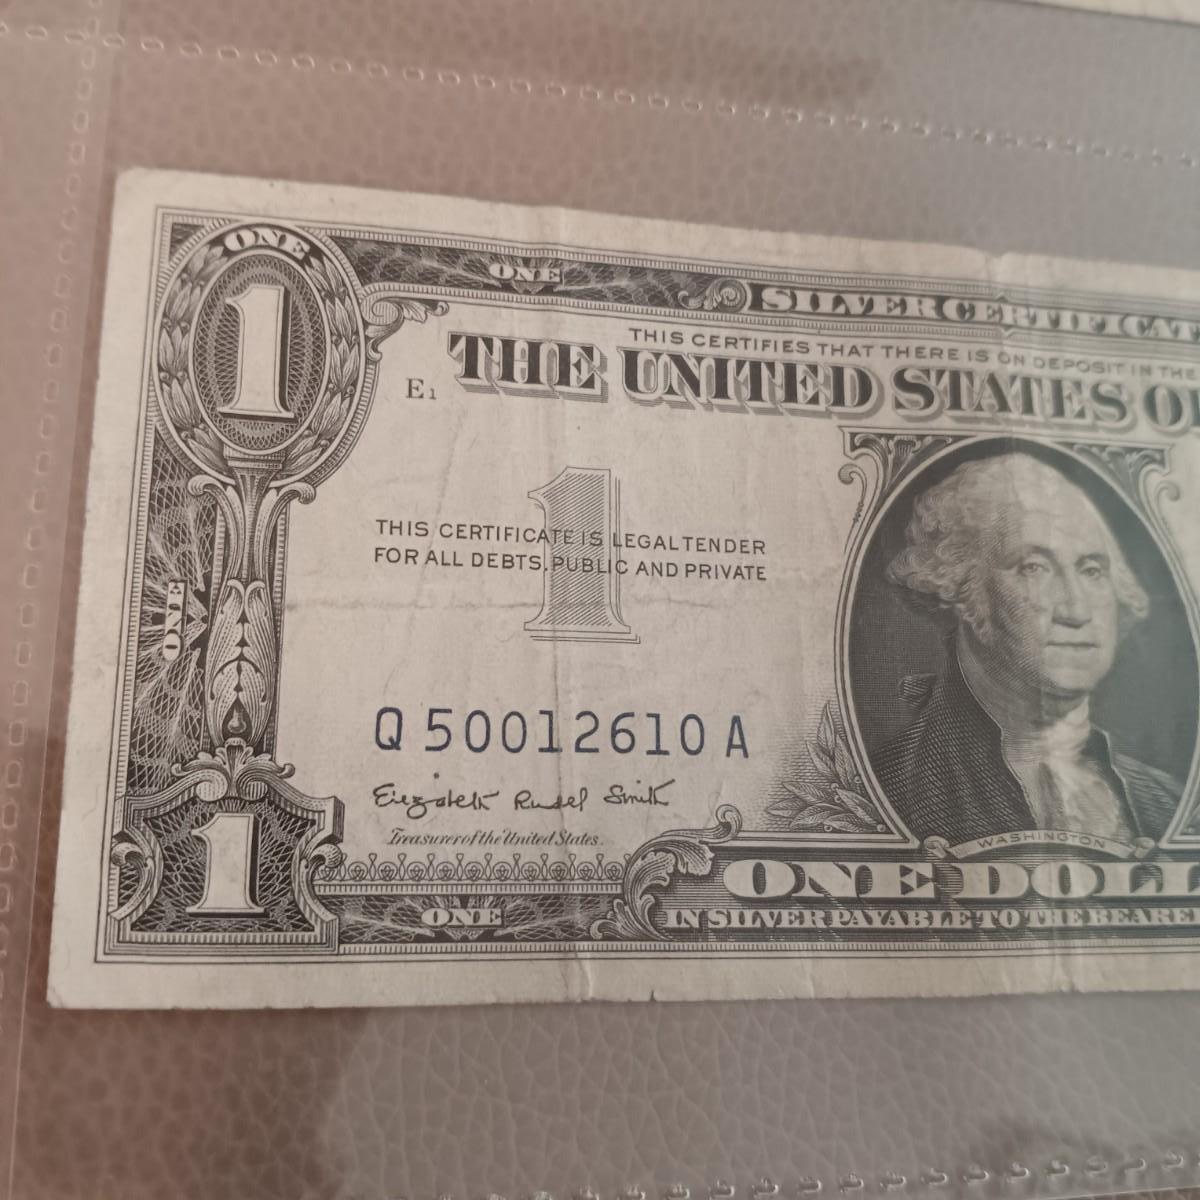 ONE
ONE
1
SILVER CERTIFICAT
THIS CERTIFIES THAT THERE IS ON DEPOSIT IN THE
E1
THE UNITED STATES O
1
THIS CERTIFICATE IS LEGAL TENDER
FOR ALL DEBTS, PUBLIC AND PRIVATE
ONE
Q 50012610 A
Elizabeth Rudel Smith
Treasurer of the United States.
WASHINGTON
1
ONE DOLL
ONE
IN SILVER PAYABLE TO THE BEARE